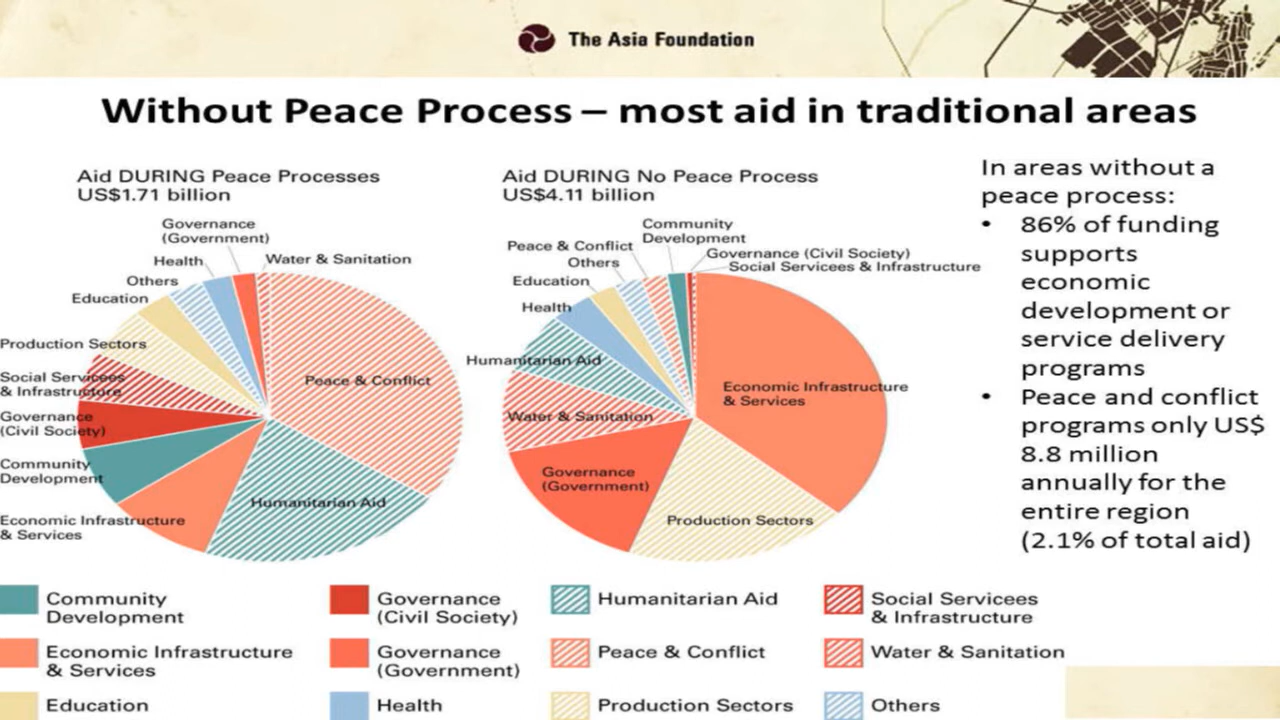 The Asia Foundation
Without Peace Process – most aid in traditional areas
Aid DURING Peace Processes
US$1.71 billion
Governance
(Government)
Water & Sanitation
Health
Others
Education
Production Sectors
Social Servicees
& Infrastructure
Governance
(Civil Society)
Community
Development
Economic Infrastructure
& Services
Peace & Conflict
Humanitarian Aid
Aid DURING No Peace Process
US$4.11 billion
Community
Development
Peace & Conflict
Governance (Civil Society)
Others
Social Servicees & Infrastructure
Education
Health
Humanitarian Aid
Water & Sanitation
Governance
(Government)
Economic Infrastructure
& Services
Production Sectors
In areas without a
peace process:
• 86% of funding
supports
economic
development or
service delivery
programs
• Peace and conflict
programs only US$
8.8 million
annually for the
entire region
(2.1% of total aid)
Community
Development
Governance
(Civil Society)
Humanitarian Aid
Social Servicees
& Infrastructure
Economic Infrastructure
& Services
Governance
(Government)
Peace & Conflict
Water & Sanitation
Education
Health
Production Sectors
Others